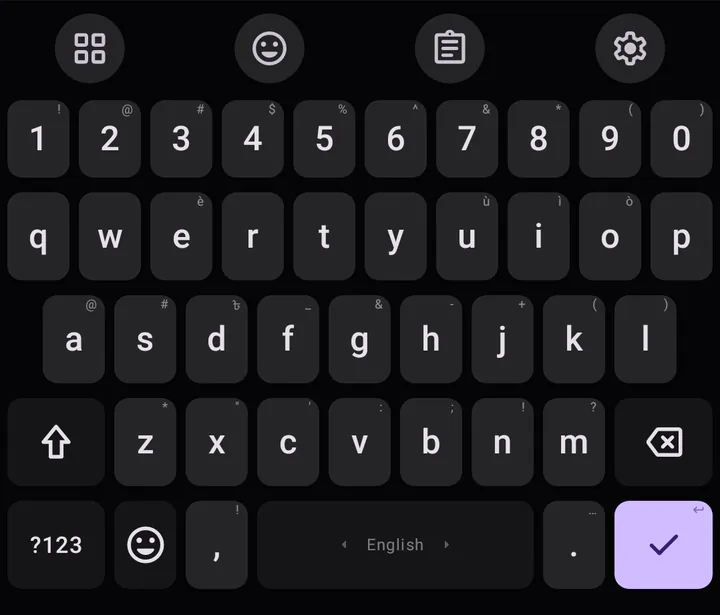 ! @ # $ % ^ & * ( )
1 2 3 4 5 6 7 8 9 0
è ù ì ò
q w e r t y u i o p
@ # _ & - + ( )
a s d f g h j k l
* " ' : ; ! ?
z x c v b n m
! …
?123 , English .